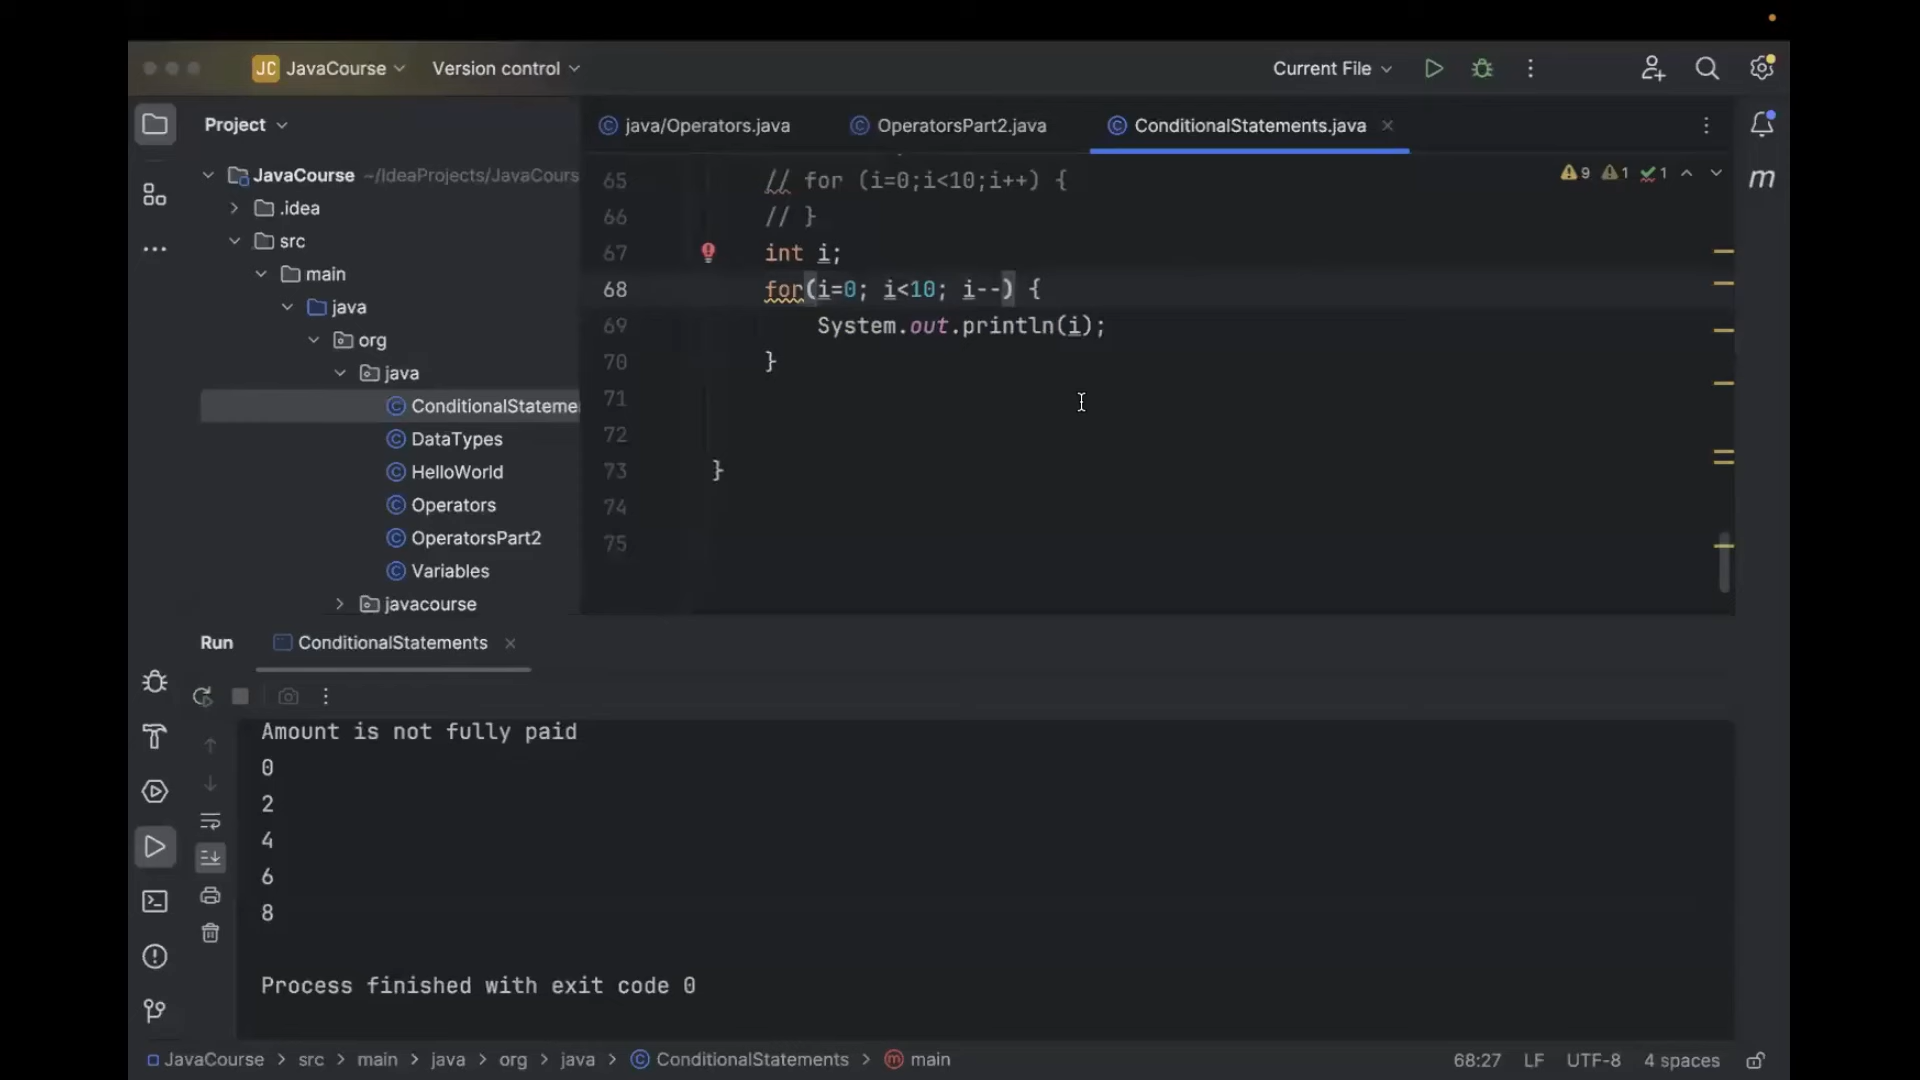 JC JavaCourse Version control Current File
Project java/Operators.java OperatorsPart2.java ConditionalStatements.java
JavaCourse ~/IdeaProjects/JavaCours
.idea
src
main
java
org
java
ConditionalStateme
DataTypes
HelloWorld
Operators
OperatorsPart2
Variables
javacourse
9 1 1
65 // for (i=0;i<10;i++) {
66 // }
67 int i;
68 for(i=0; i<10; i--) {
69 System.out.println(i);
70 }
71
72
73 }
74
75
m
Run ConditionalStatements
Amount is not fully paid
0
2
4
6
8
Process finished with exit code 0
JavaCourse > src > main > java > org > java > ConditionalStatements > m main 68:27 LF UTF-8 4 spaces